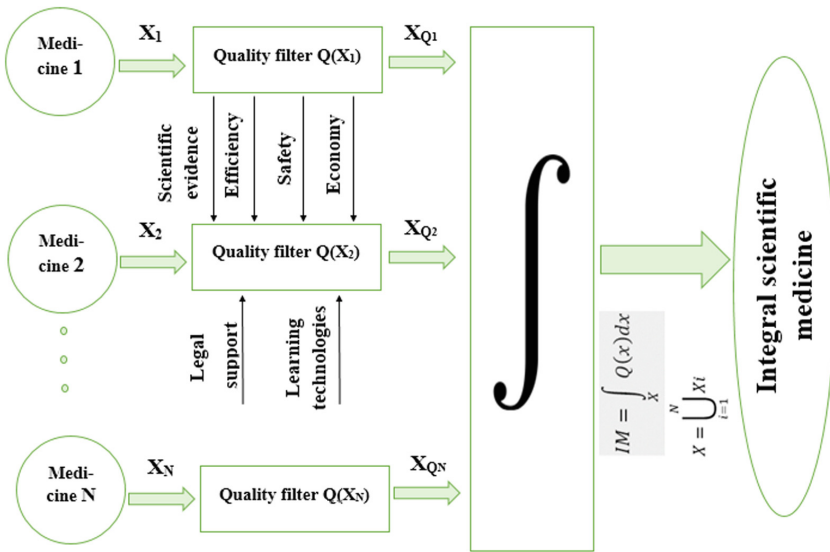 Medi-
cine 1
X1
Quality filter Q(X1)
XQ1
Scientific
evidence
Efficiency
Safety
Economy
Medi-
cine 2
X2
Quality filter Q(X2)
XQ2
Legal
support
Learning
technologies
Medi-
cine N
XN
Quality filter Q(XN)
XQN
∫
IM = ∫X Q(x)dx
X = ⋃i=1N Xi
Integral scientific
medicine